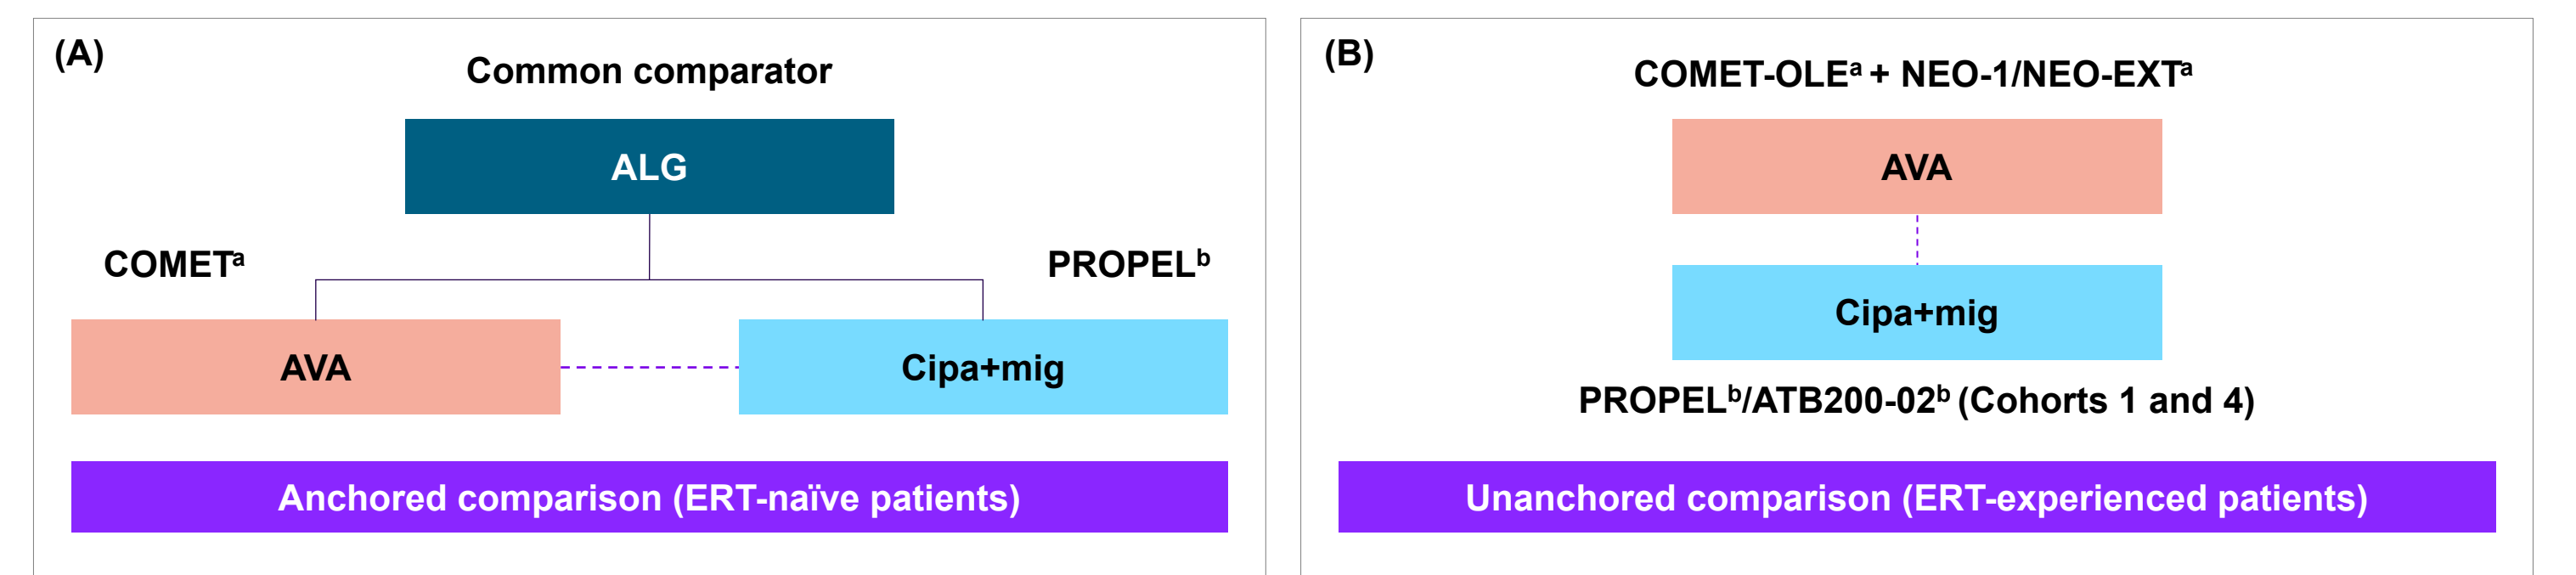 (A)
Common comparator
ALG
COMETᵃ
PROPELᵇ
AVA
Cipa+mig
Anchored comparison (ERT-naïve patients)
(B)
COMET-OLEᵃ + NEO-1/NEO-EXTᵃ
AVA
Cipa+mig
PROPELᵇ/ATB200-02ᵇ (Cohorts 1 and 4)
Unanchored comparison (ERT-experienced patients)